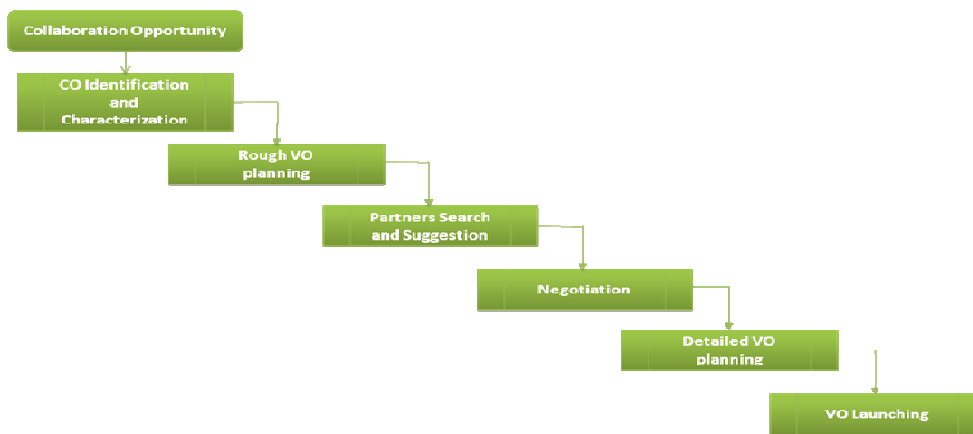 Collaboration Opportunity
CO Identification
and
Characterization
Rough VO
planning
Partners Search
and Suggestion
Negotiation
Detailed VO
planning
VO Launching